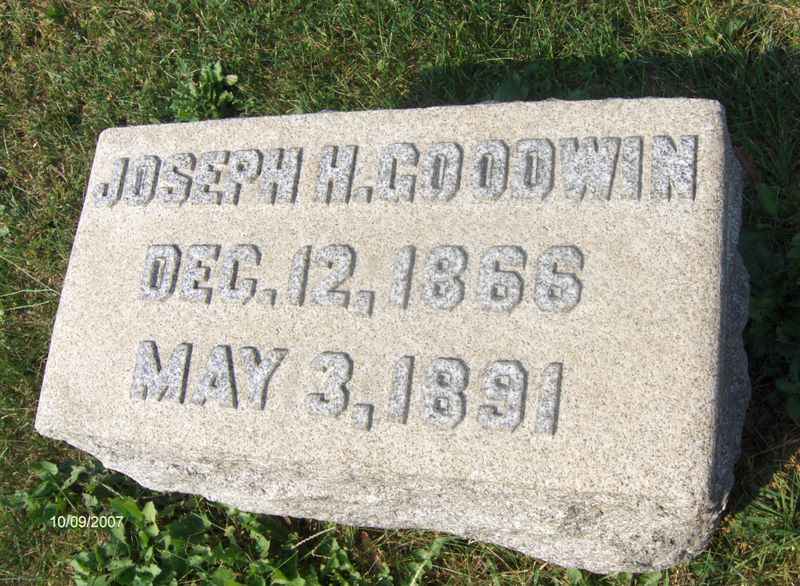 JOSEPH H. GOODWIN
DEC. 12, 1866
MAY 3, 1891
10/09/2007